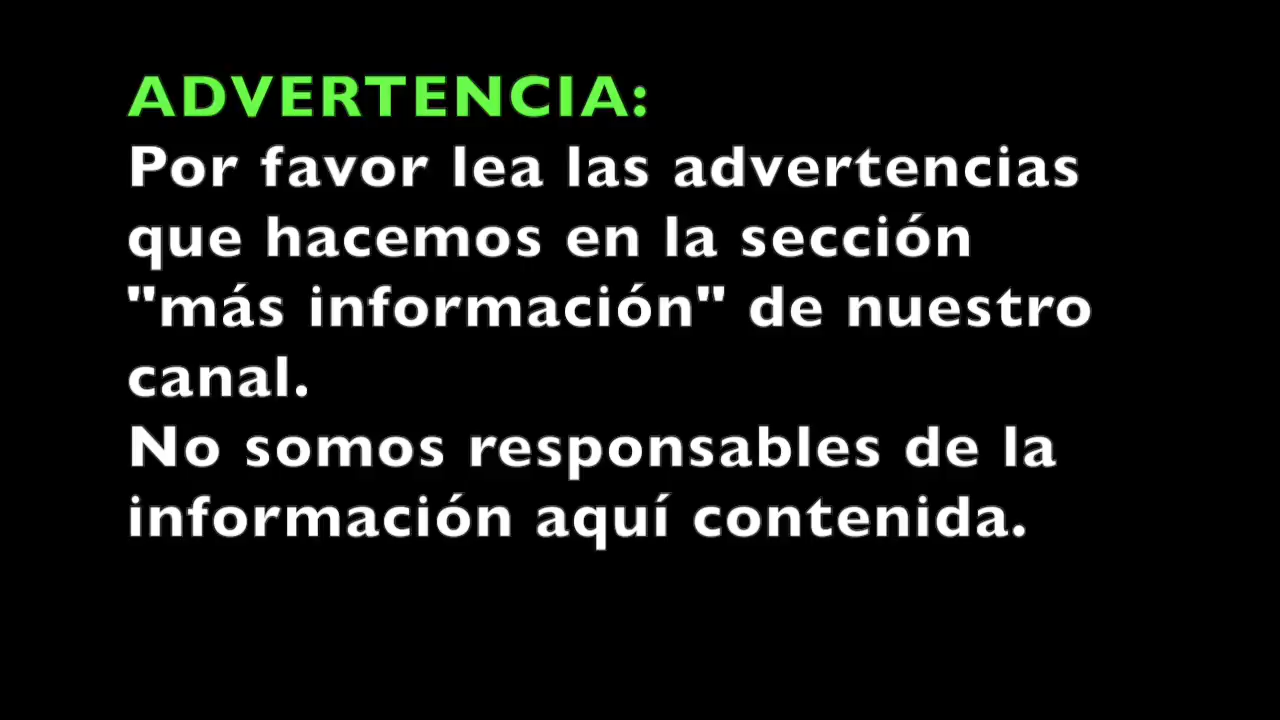 ADVERTENCIA:
Por favor lea las advertencias
que hacemos en la sección
"más información" de nuestro
canal.
No somos responsables de la
información aquí contenida.